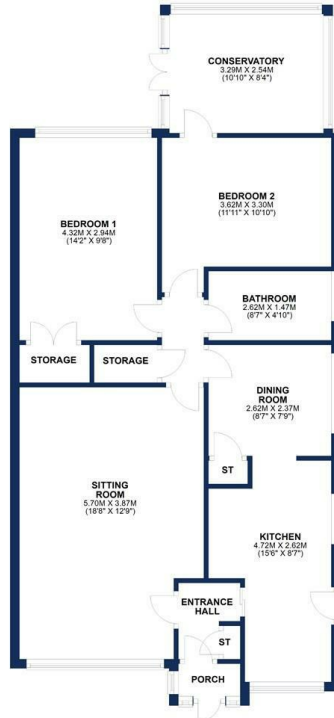 CONSERVATORY
3.29M X 2.54M
(10'10" X 8'4")
BEDROOM 1
4.32M X 2.94M
(14'2" X 9'8")
BEDROOM 2
3.62M X 3.30M
(11'11" X 10'10")
BATHROOM
2.62M X 1.47M
(8'7" X 4'10")
STORAGE
STORAGE
DINING
ROOM
2.62M X 2.37M
(8'7" X 7'9")
ST
SITTING
ROOM
5.70M X 3.87M
(18'8" X 12'9")
KITCHEN
4.72M X 2.62M
(15'6" X 8'7")
ENTRANCE
HALL
ST
PORCH